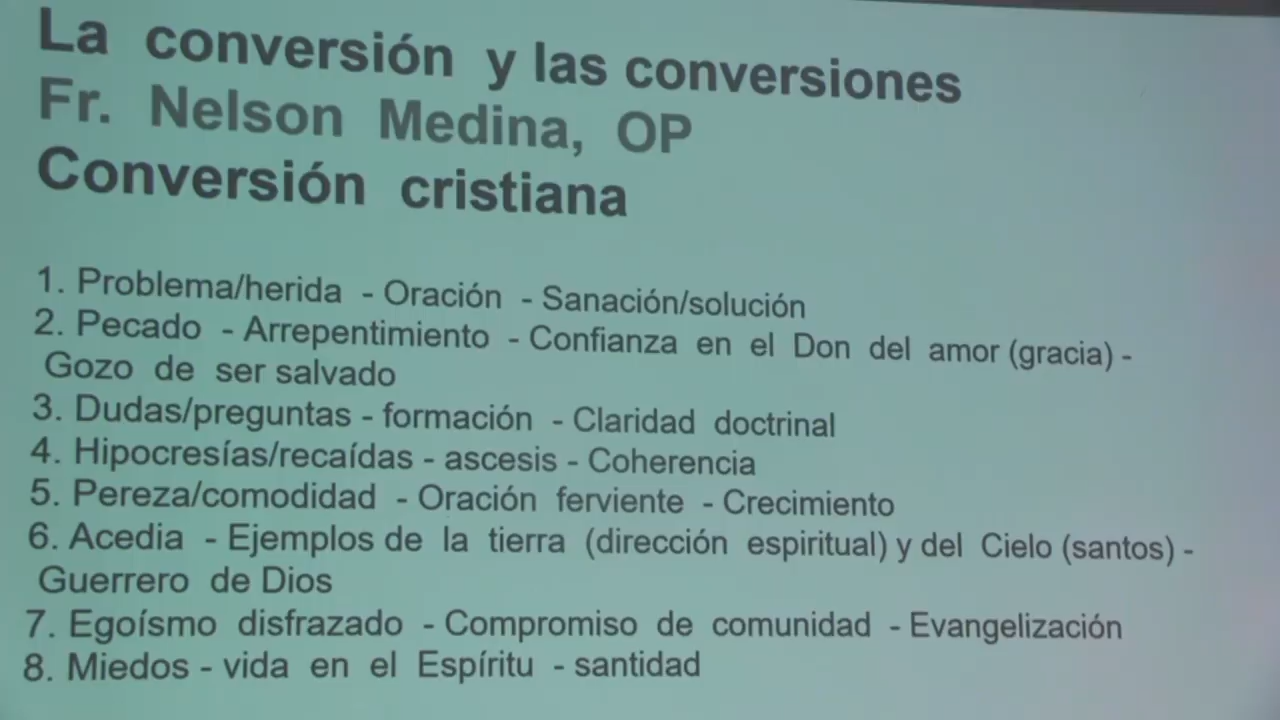 La conversión y las conversiones
Fr. Nelson Medina, OP
Conversión cristiana
1. Problema/herida - Oración - Sanación/solución
2. Pecado - Arrepentimiento - Confianza en el Don del amor (gracia) -
Gozo de ser salvado
3. Dudas/preguntas - formación - Claridad doctrinal
4. Hipocresías/recaídas - ascesis - Coherencia
5. Pereza/comodidad - Oración ferviente - Crecimiento
6. Acedia - Ejemplos de la tierra (dirección espiritual) y del Cielo (santos) -
Guerrero de Dios
7. Egoísmo disfrazado - Compromiso de comunidad - Evangelización
8. Miedos - vida en el Espíritu - santidad